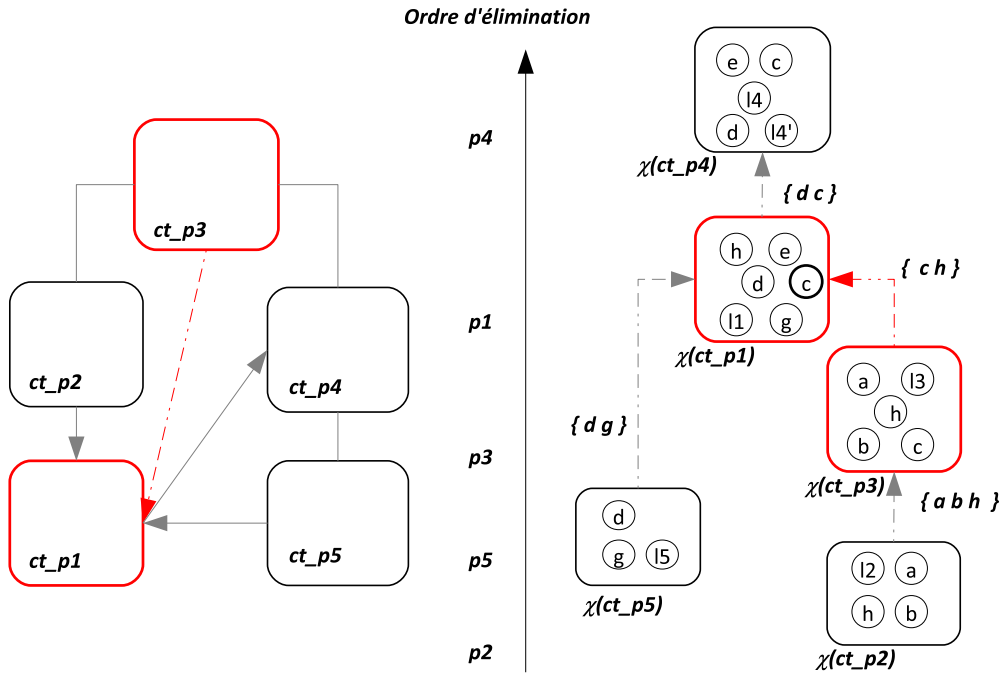 Ordre d'élimination
ct_p3
ct_p2
ct_p4
ct_p1
ct_p5
p4
p1
p3
p5
p2
e c
l4
d l4'
χ(ct_p4)
{ d c }
h e
d c
l1 g
χ(ct_p1)
{ c h }
{ d g }
a l3
h
b c
χ(ct_p3)
{ a b h }
d
g l5
χ(ct_p5)
l2 a
h b
χ(ct_p2)